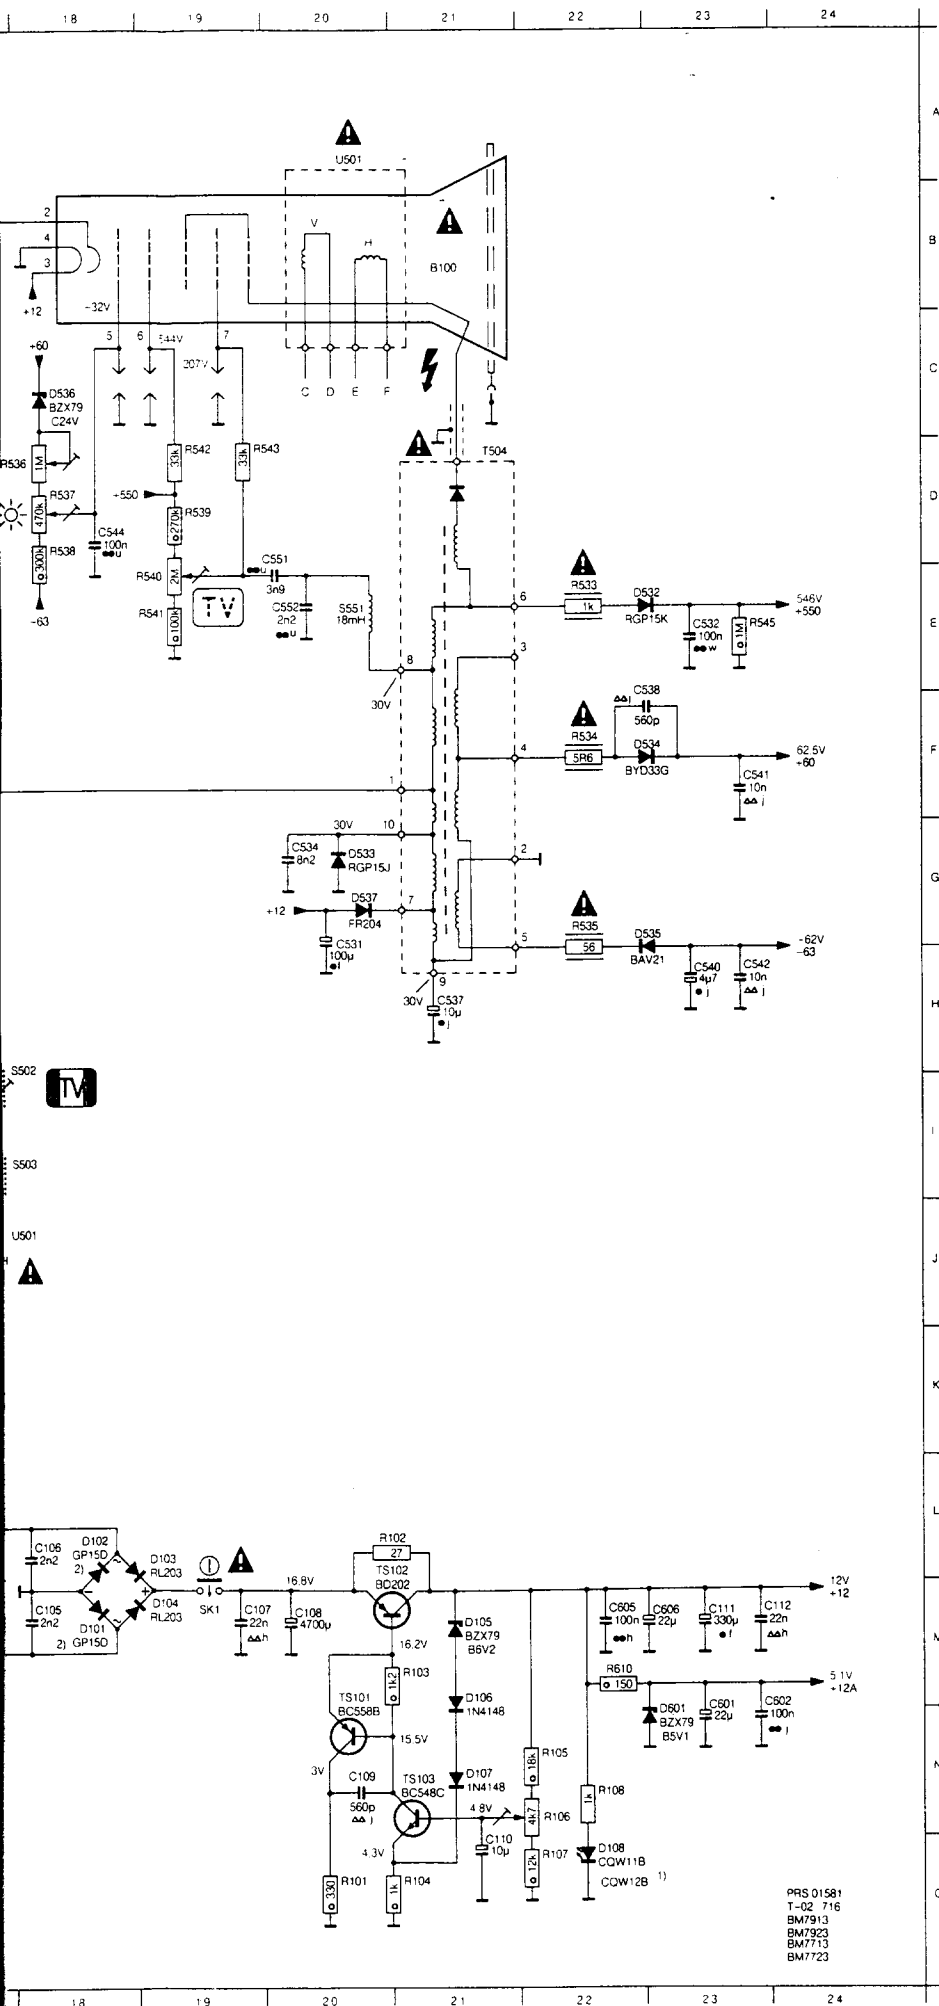 18 19 20 21 22 23 24
A
U501
B
2
4
3
V
H
B100
+12
-32V
5 6 544V 7
207V
C
+60
D536
BZX79
C24V
C D E F
R536
1M
R542
33k
R543
33k
T504
D
R537
470k
+550
R539
270k
C544
100n
R538
300k
R540
2M
C551
3n9
C552
2n2
S551
18mH
R541
100k
TV
-63
6
R533
1k
D532
RGP15K
546V
+550
C532
100n
w
1M
R545
E
3
8
30V
C538
560p
R534
5R6
D534
BYD33G
4
62.5V
+60
F
C541
10n
j
1
10
30V
C534
8n2
D533
RGP15J
2
G
D537
FR204
+12
7
C531
100µ
f
R535
56
D535
BAV21
5
-62V
-63
C540
4µ7
j
C542
10n
j
9
30V
C537
10µ
j
H
S502
TV
I
S503
U501
J
K
L
C106
2n2
D102
GP15D
2)
D103
RL203
D104
RL203
C105
2n2
D101
GP15D
2)
SK1
16.8V
C107
22n
h
C108
4700µ
R102
27
TS102
BD202
12V
+12
D105
BZX79
B6V2
C605
100n
h
C606
22µ
C111
330µ
f
C112
22n
h
M
16.2V
R103
1k2
R610
150
5.1V
+12A
TS101
BC558B
D106
1N4148
D601
BZX79
B5V1
C601
22µ
C602
100n
j
15.5V
3V
C109
560p
j
TS103
BC548C
D107
1N4148
R105
18k
N
4.8V
R106
4k7
R108
1k
C110
10µ
4.3V
R107
12k
D108
CQW11B
CQW12B 1)
R101
330
R104
1k
PRS 01581
T-02 716
BM7913
BM7923
BM7713
BM7723
18 19 20 21 22 23 24